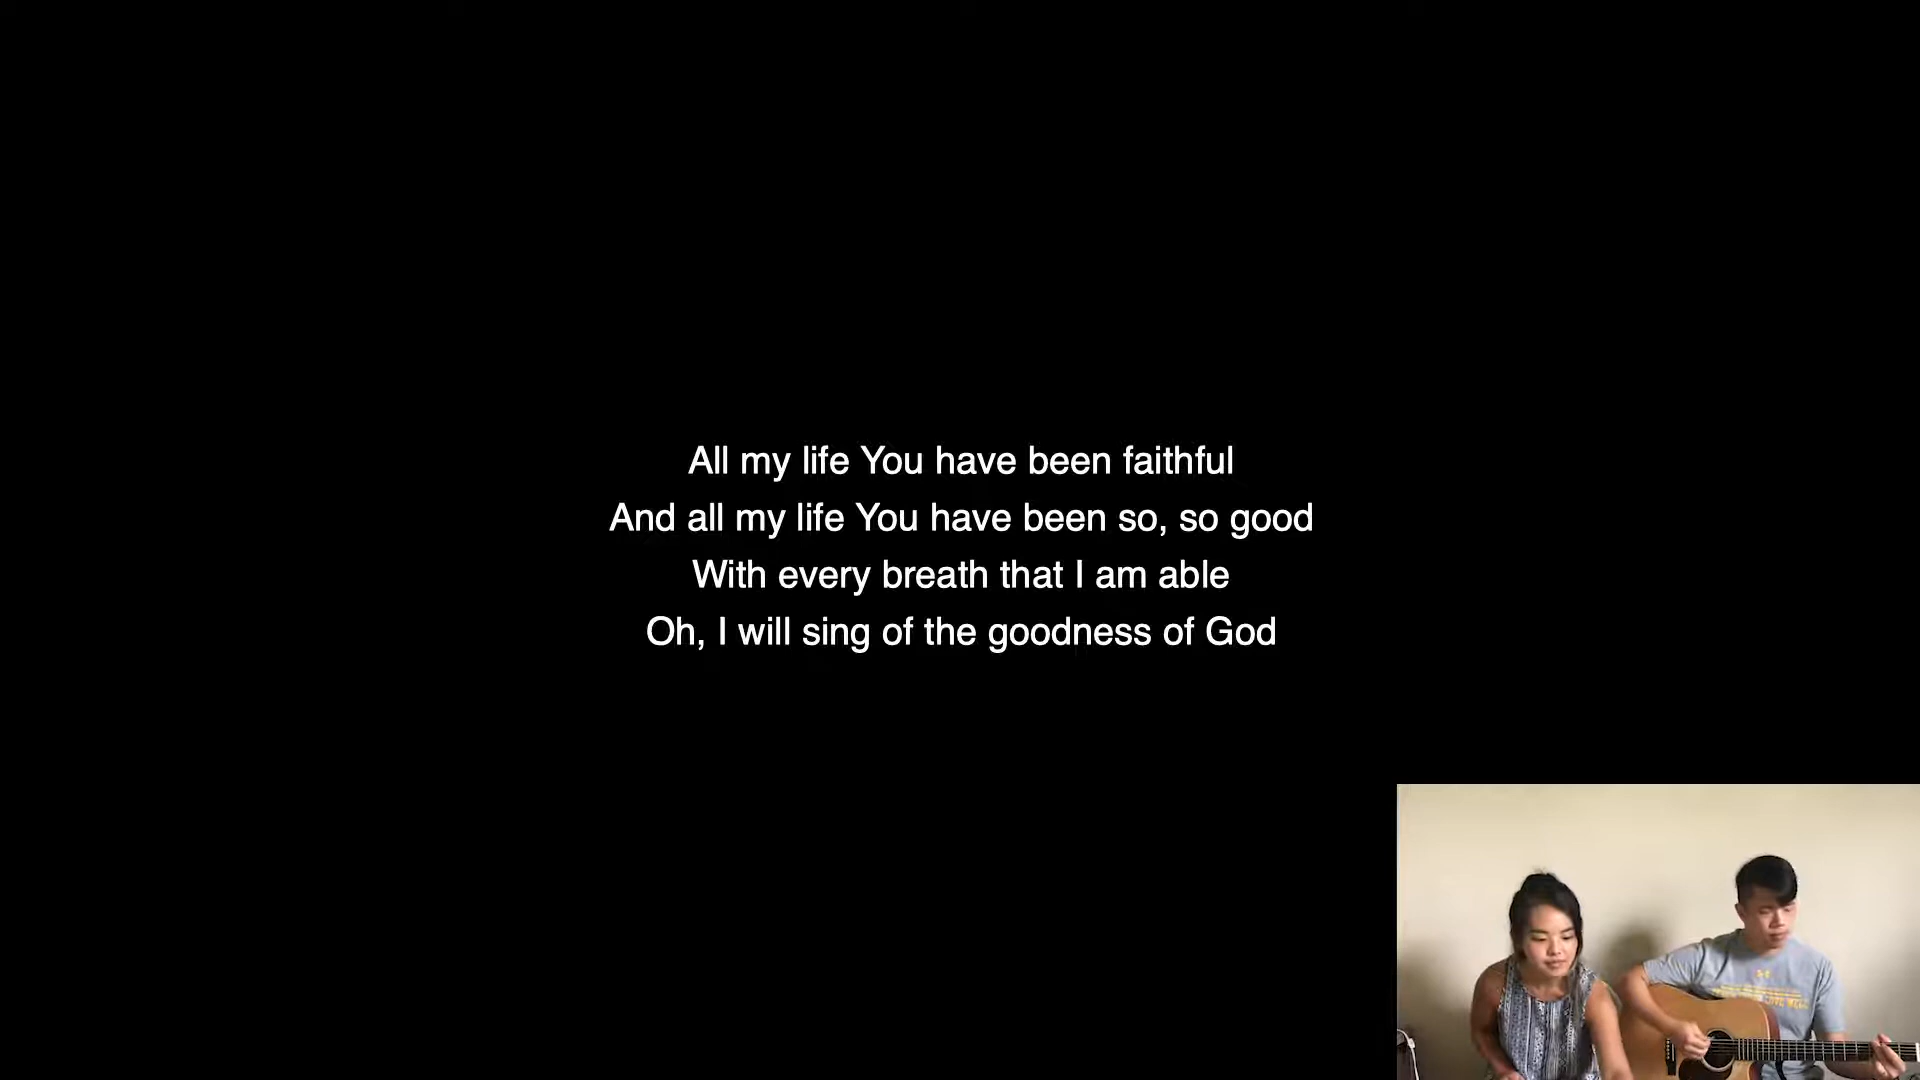 All my life You have been faithful
And all my life You have been so, so good
With every breath that I am able
Oh, I will sing of the goodness of God